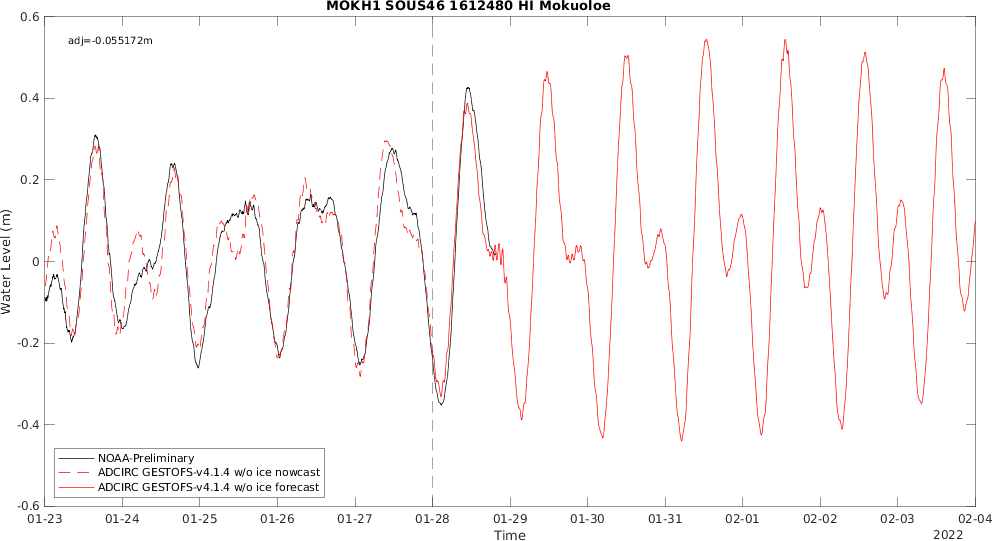 MOKH1 SOUS46 1612480 HI Mokuoloe
adj=-0.055172m
0.6
0.4
0.2
0
-0.2
-0.4
-0.6
Water Level (m)
NOAA-Preliminary
ADCIRC GESTOFS-v4.1.4 w/o ice nowcast
ADCIRC GESTOFS-v4.1.4 w/o ice forecast
01-23 01-24 01-25 01-26 01-27 01-28 01-29 01-30 01-31 02-01 02-02 02-03 02-04
Time
2022